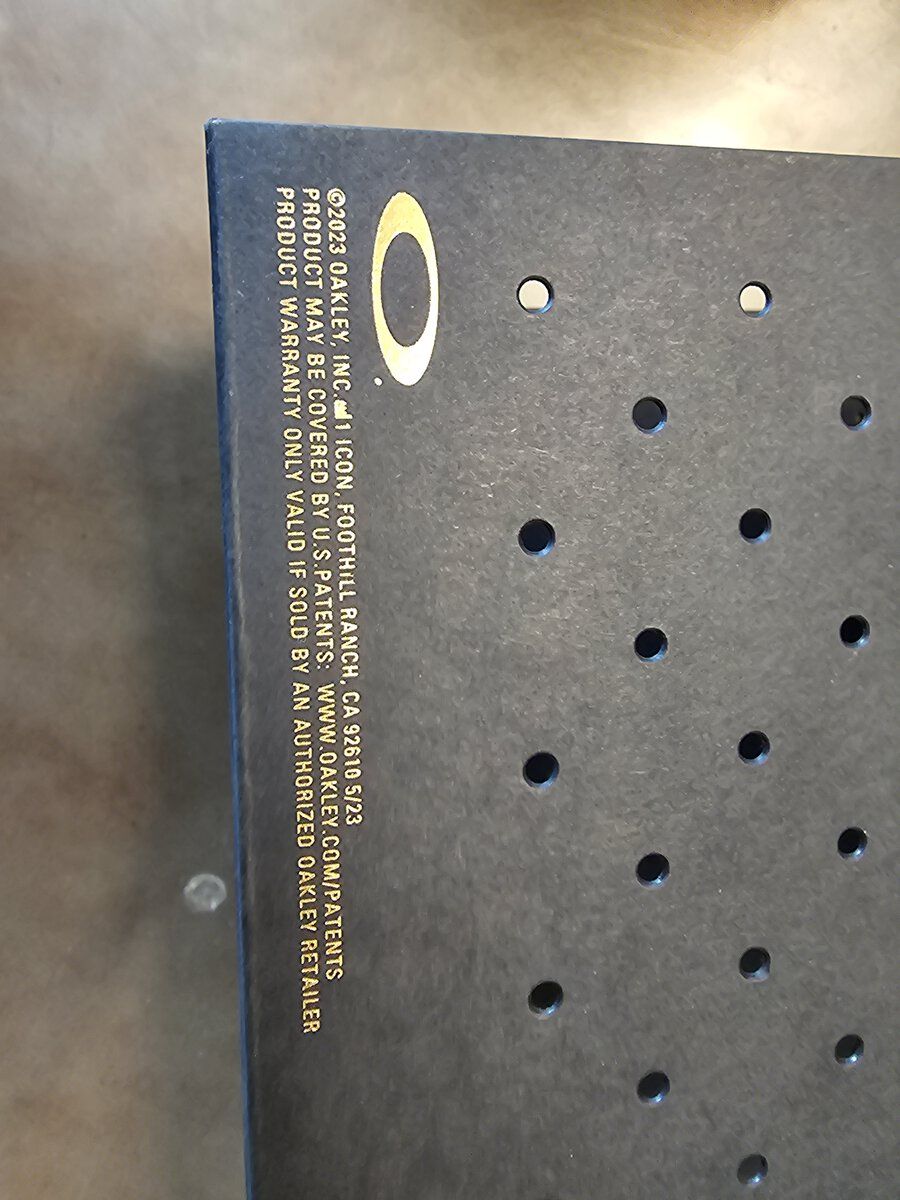 ©2023 OAKLEY, INC. 1 ICON, FOOTHILL RANCH, CA 92610 5/23
PRODUCT MAY BE COVERED BY U.S.PATENTS: WWW.OAKLEY.COM/PATENTS
PRODUCT WARRANTY ONLY VALID IF SOLD BY AN AUTHORIZED OAKLEY RETAILER